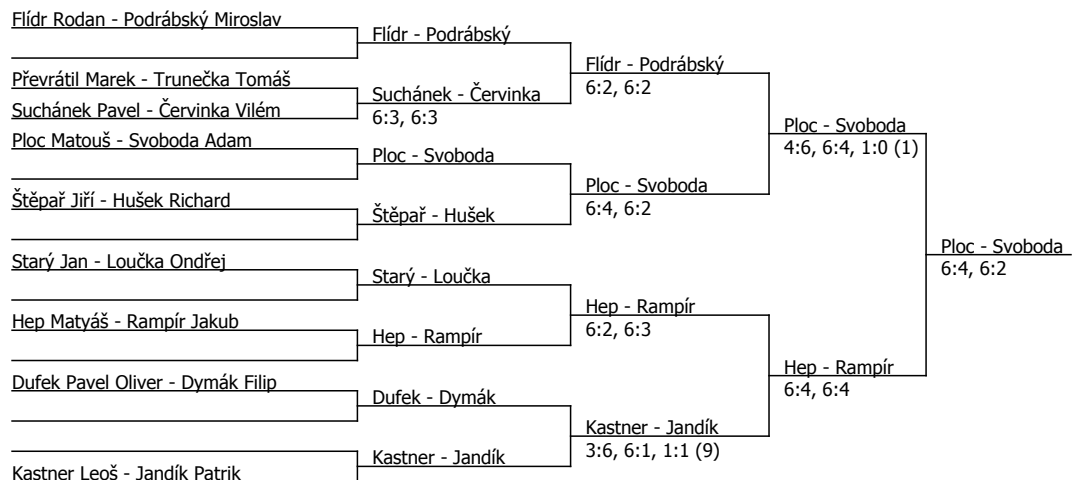 Flídr Rodan - Podrábský Miroslav
Převrátil Marek - Trunečka Tomáš
Suchánek Pavel - Červinka Vilém
Ploc Matouš - Svoboda Adam
Štěpař Jiří - Hušek Richard
Starý Jan - Loučka Ondřej
Hep Matyáš - Rampír Jakub
Dufek Pavel Oliver - Dymák Filip
Kastner Leoš - Jandík Patrik
Flídr - Podrábský
Suchánek - Červinka
6:3, 6:3
Ploc - Svoboda
Štěpař - Hušek
Starý - Loučka
Hep - Rampír
Dufek - Dymák
Kastner - Jandík
Flídr - Podrábský
6:2, 6:2
Ploc - Svoboda
6:4, 6:2
Hep - Rampír
6:2, 6:3
Kastner - Jandík
3:6, 6:1, 1:1 (9)
Ploc - Svoboda
4:6, 6:4, 1:0 (1)
Hep - Rampír
6:4, 6:4
Ploc - Svoboda
6:4, 6:2